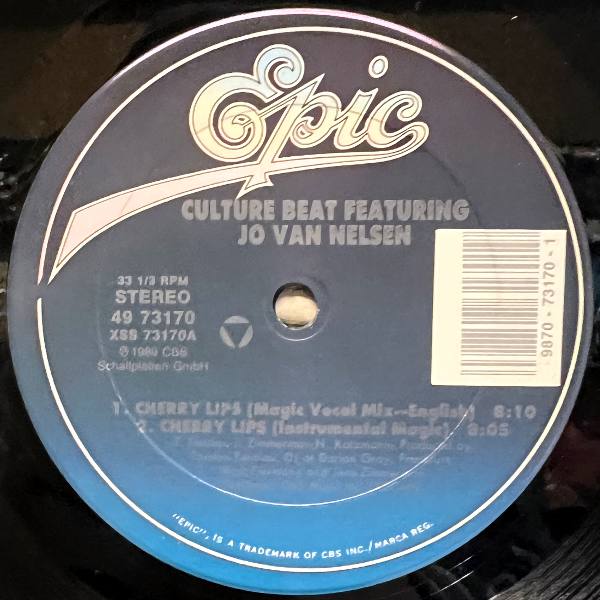 Epic
CULTURE BEAT FEATURING
JO VAN NELSEN
33 1/3 RPM
STEREO
49 73170
XSS 73170A
℗ 1989 CBS
Schallplatten GmbH
9870 - 73170 - 1
1. CHERRY LIPS (Magic Vocal Mix—English) 8:10
2. CHERRY LIPS (Instrumental Magic) 8:05
"EPIC", IS A TRADEMARK OF CBS INC./MARCA REG.